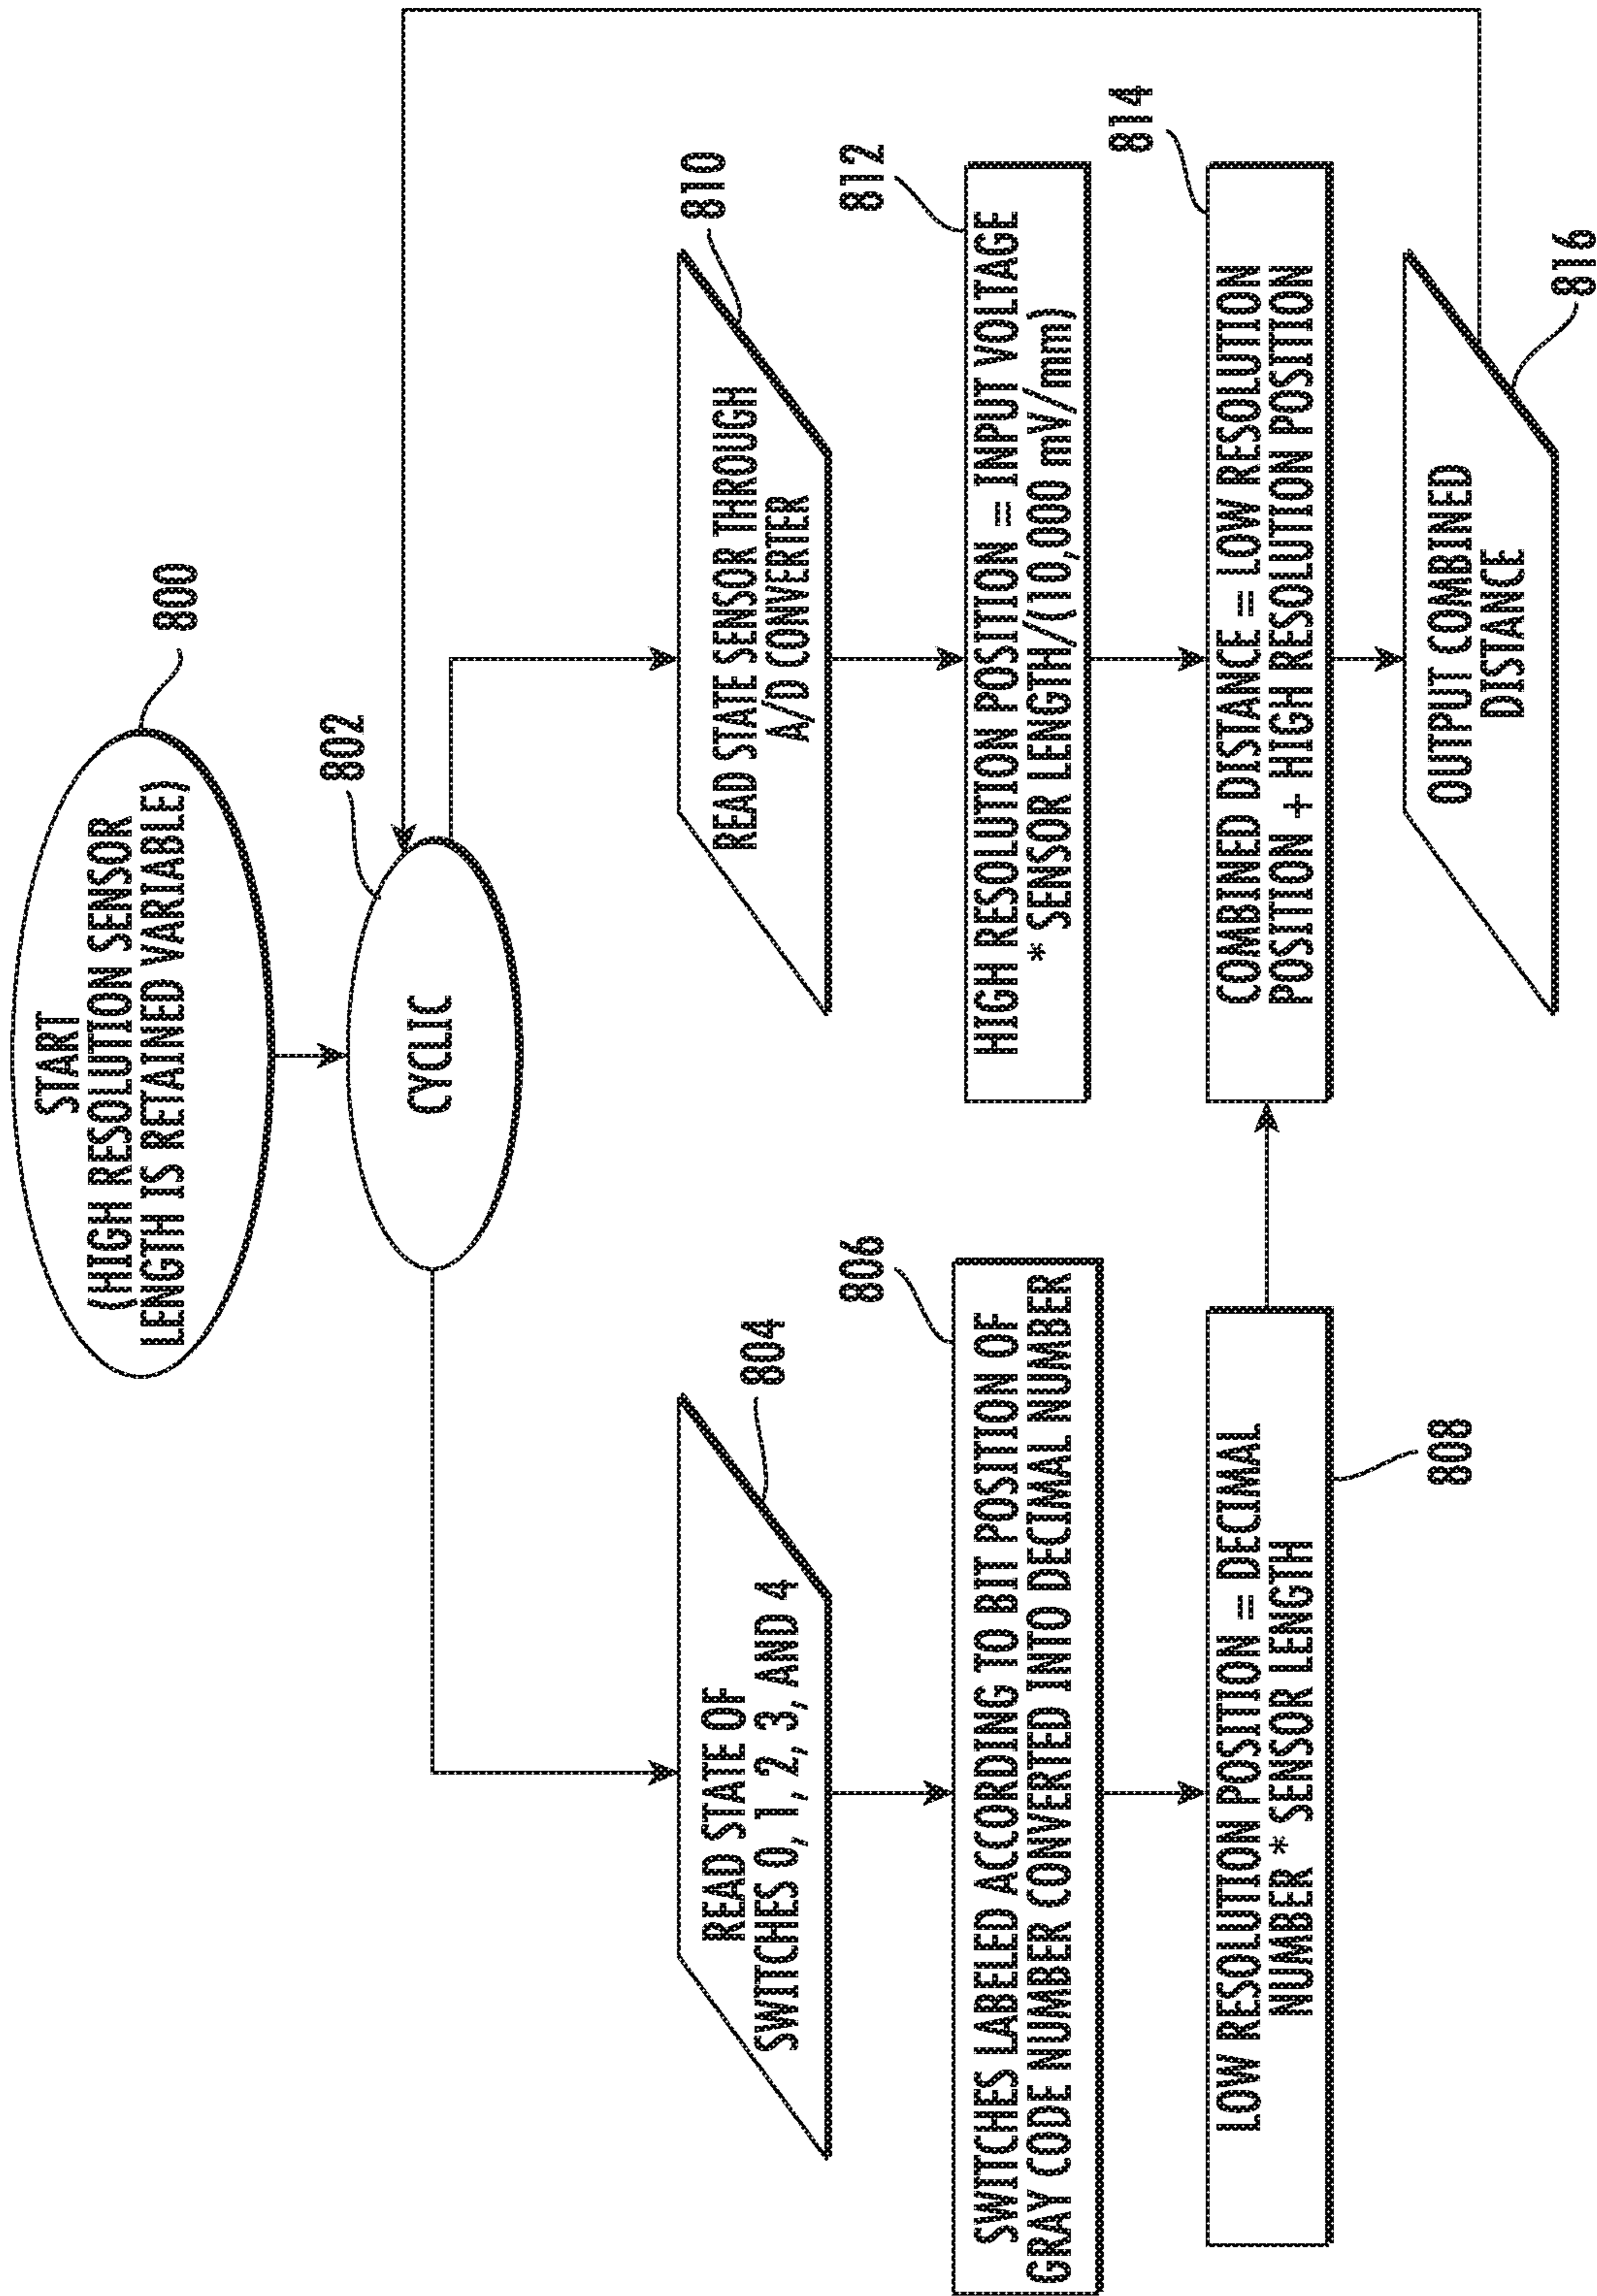 START
(HIGH RESOLUTION SENSOR
LENGTH IS RETAINED VARIABLE)
800
CYCLIC
802
READ STATE OF
SWITCHES 0, 1, 2, 3, AND 4
804
SWITCHES LABELED ACCORDING TO BIT POSITION OF
GRAY CODE NUMBER CONVERTED INTO DECIMAL NUMBER
806
LOW RESOLUTION POSITION = DECIMAL
NUMBER * SENSOR LENGTH
808
READ STATE SENSOR THROUGH
A/D CONVERTER
810
HIGH RESOLUTION POSITION = INPUT VOLTAGE
* SENSOR LENGTH/(10,000 mV/mm)
812
COMBINED DISTANCE = LOW RESOLUTION
POSITION + HIGH RESOLUTION POSITION
814
OUTPUT COMBINED
DISTANCE
816